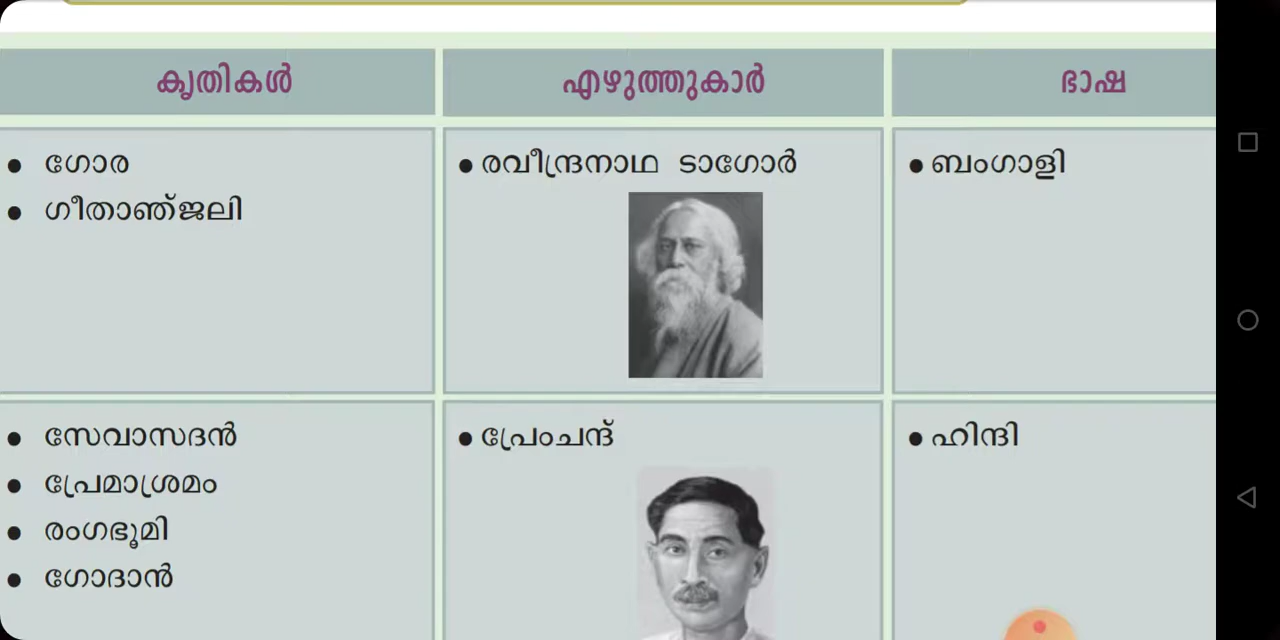 കൃതികൾ എഴുത്തുകാർ ഭാഷ
• ഗോര
• ഗീതാഞ്ജലി
• രവീന്ദ്രനാഥ ടാഗോർ
• ബംഗാളി
• സേവാസദൻ
• പ്രേമാശ്രമം
• രംഗഭൂമി
• ഗോദാൻ
• പ്രേംചന്ദ്
• ഹിന്ദി